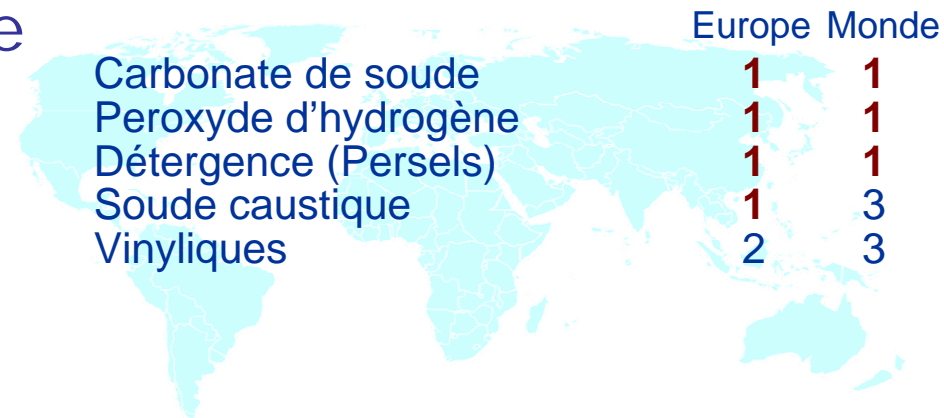 e
Europe Monde
Carbonate de soude 1 1
Peroxyde d’hydrogène 1 1
Détergence (Persels) 1 1
Soude caustique 1 3
Vinyliques 2 3